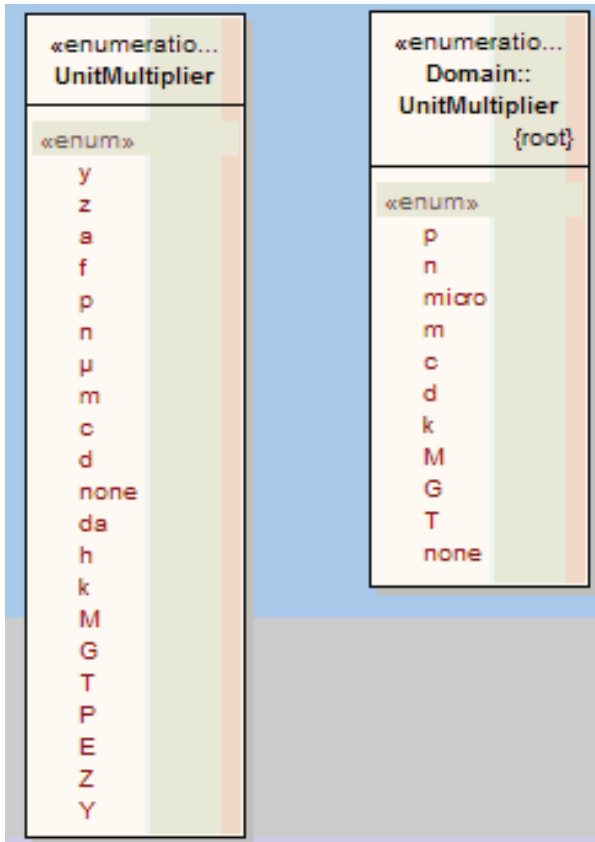 «enumeratio...
UnitMultiplier
«enum»
y
z
a
f
p
n
µ
m
c
d
none
da
h
k
M
G
T
P
E
Z
Y
«enumeratio...
Domain::
UnitMultiplier
{root}
«enum»
p
n
micro
m
c
d
k
M
G
T
none